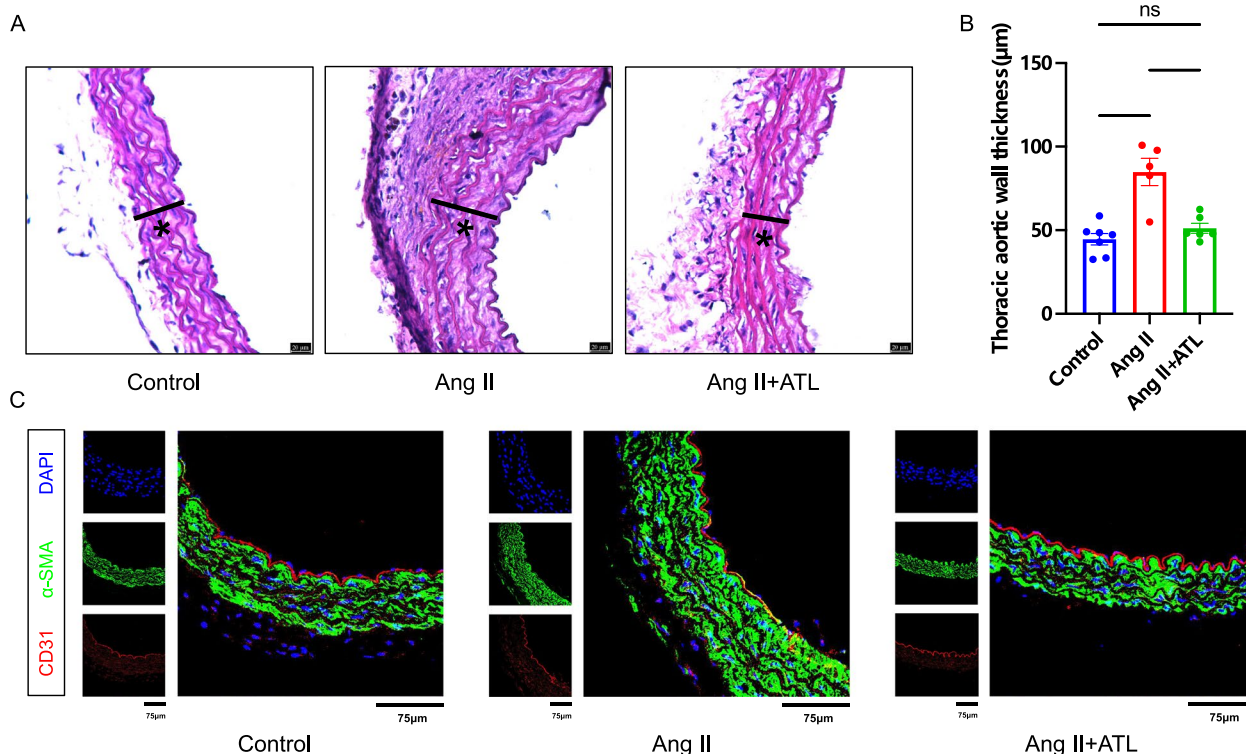 A
20 μm
20 μm
20 μm
Control
Ang II
Ang II+ATL
B
ns
Thoracic aortic wall thickness(μm)
150
100
50
0
Control
Ang II
Ang II+ATL
C
DAPI
α-SMA
CD31
75μm
75μm
75μm
75μm
75μm
75μm
Control
Ang II
Ang II+ATL